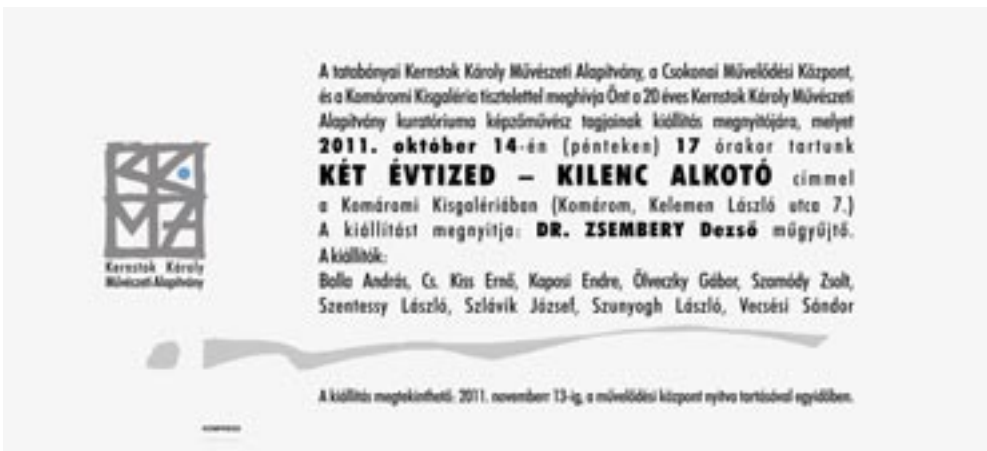 A tatabányai Kernstok Károly Művészeti Alapítvány, a Csokonai Művelődési Központ,
és a Komáromi Kisgaléria tisztelettel meghívja Önt a 20 éves Kernstok Károly Művészeti
Alapítvány kuratóriuma képzőművész tagjainak kiállítás megnyitójára, melyet
2011. október 14-én (pénteken) 17 órakor tartunk
KÉT ÉVTIZED – KILENC ALKOTÓ címmel
a Komáromi Kisgalériában (Komárom, Kelemen László utca 7.)
A kiállítást megnyitja: DR. ZSEMBERY Dezső műgyűjtő.
A kiállítók:
Balla András, Cs. Kiss Ernő, Kaposi Endre, Ölveczky Gábor, Szamódy Zsolt,
Szentessy László, Szlávik József, Szunyogh László, Vecsési Sándor
KKMA
Kernstok Károly
Művészeti Alapítvány
A kiállítás megtekinthető: 2011. novemberr 13-ig, a művelődési központ nyitva tartásával egyidőben.